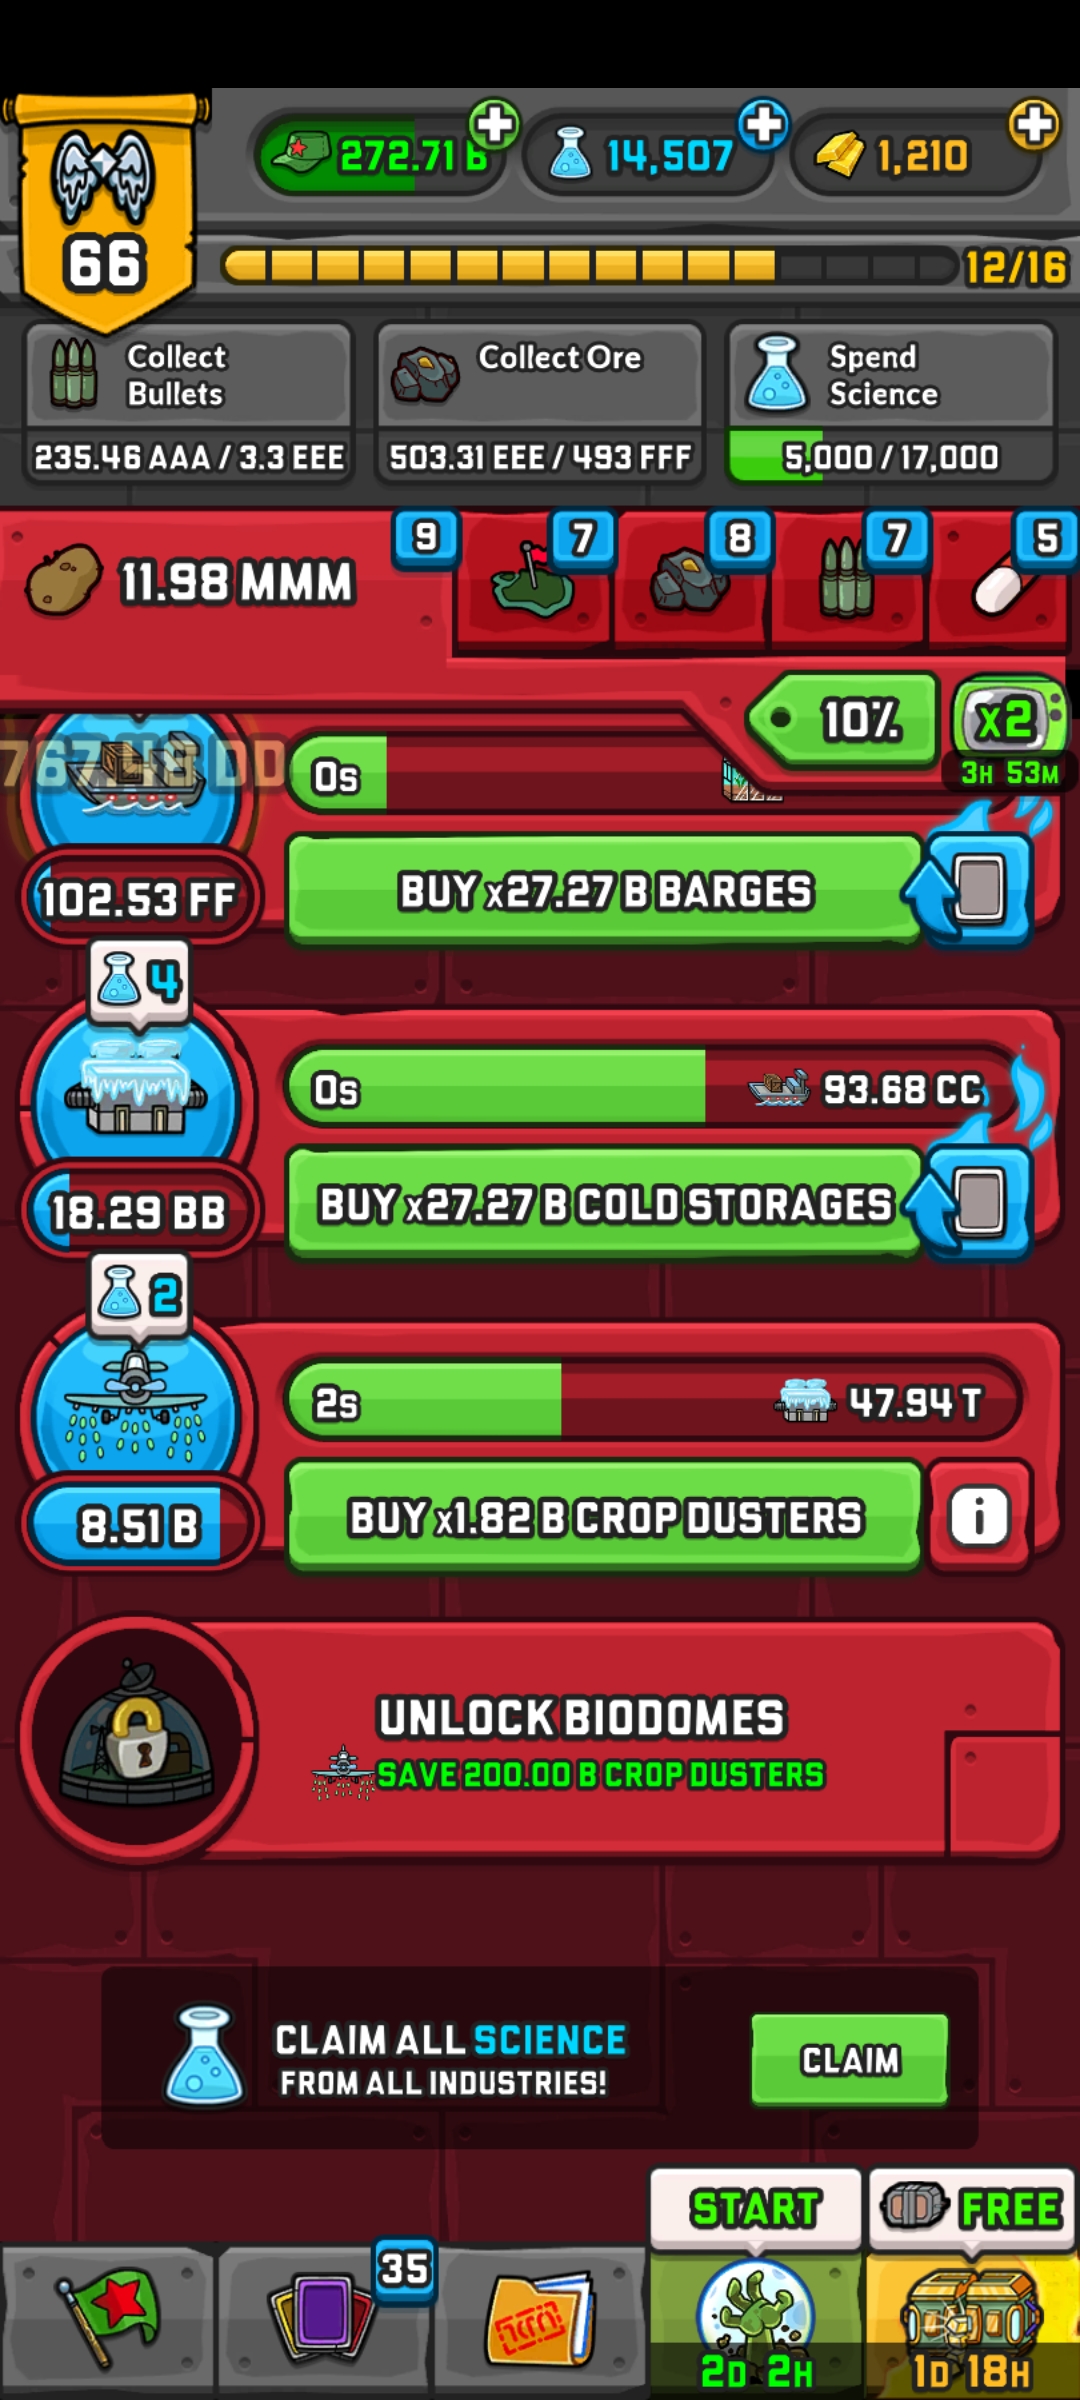 272.71 B
14,507
1,210
66
12/16
Collect
Bullets
Collect Ore
Spend
Science
235.46 AAA / 3.3 EEE
503.31 EEE / 493 FFF
5,000 / 17,000
11.98 MMM
9
7
8
7
5
10%
x2
3H 53M
0s
102.53 FF
BUY x27.27 B BARGES
4
0s
93.68 CC
18.29 BB
BUY x27.27 B COLD STORAGES
2
2s
47.94 T
8.51 B
BUY x1.82 B CROP DUSTERS
i
UNLOCK BIODOMES
SAVE 200.00 B CROP DUSTERS
CLAIM ALL SCIENCE
FROM ALL INDUSTRIES!
CLAIM
START
FREE
35
2D 2H
1D 18H